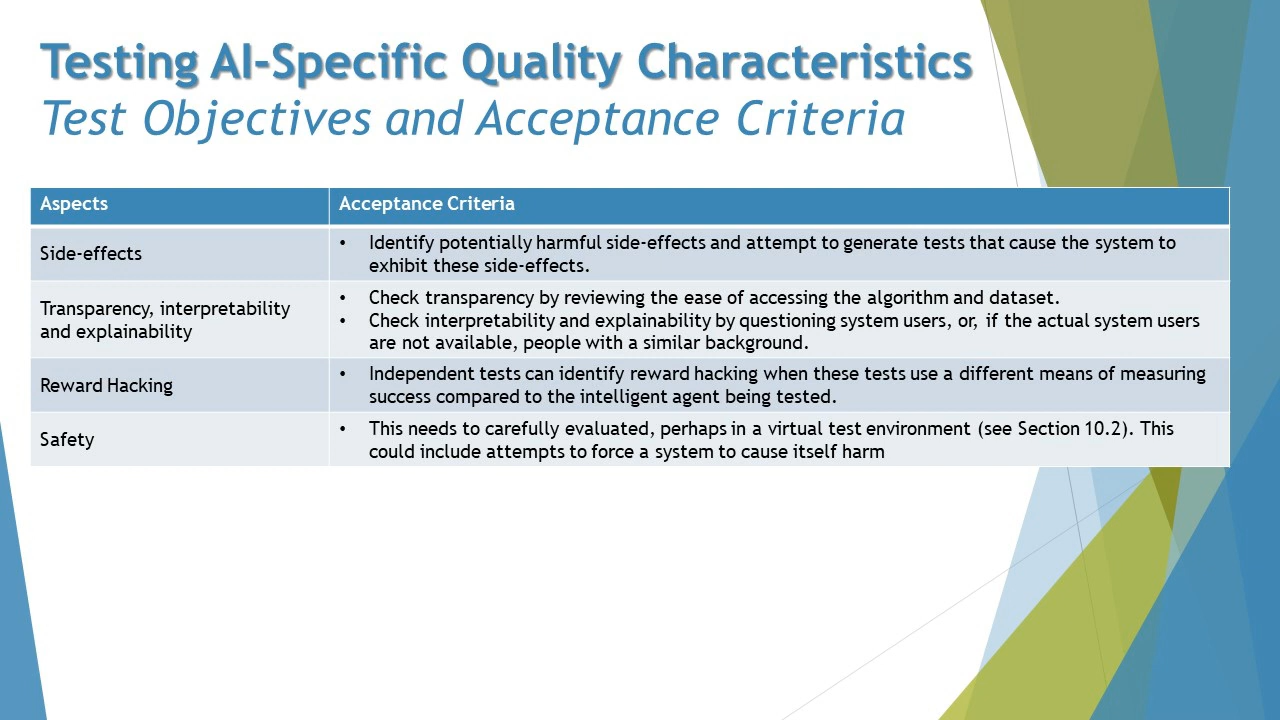 Testing AI-Specific Quality Characteristics
Test Objectives and Acceptance Criteria
Aspects
Acceptance Criteria
Side-effects
• Identify potentially harmful side-effects and attempt to generate tests that cause the system to
exhibit these side-effects.
Transparency, interpretability
and explainability
• Check transparency by reviewing the ease of accessing the algorithm and dataset.
• Check interpretability and explainability by questioning system users, or, if the actual system users
are not available, people with a similar background.
Reward Hacking
• Independent tests can identify reward hacking when these tests use a different means of measuring
success compared to the intelligent agent being tested.
Safety
• This needs to carefully evaluated, perhaps in a virtual test environment (see Section 10.2). This
could include attempts to force a system to cause itself harm